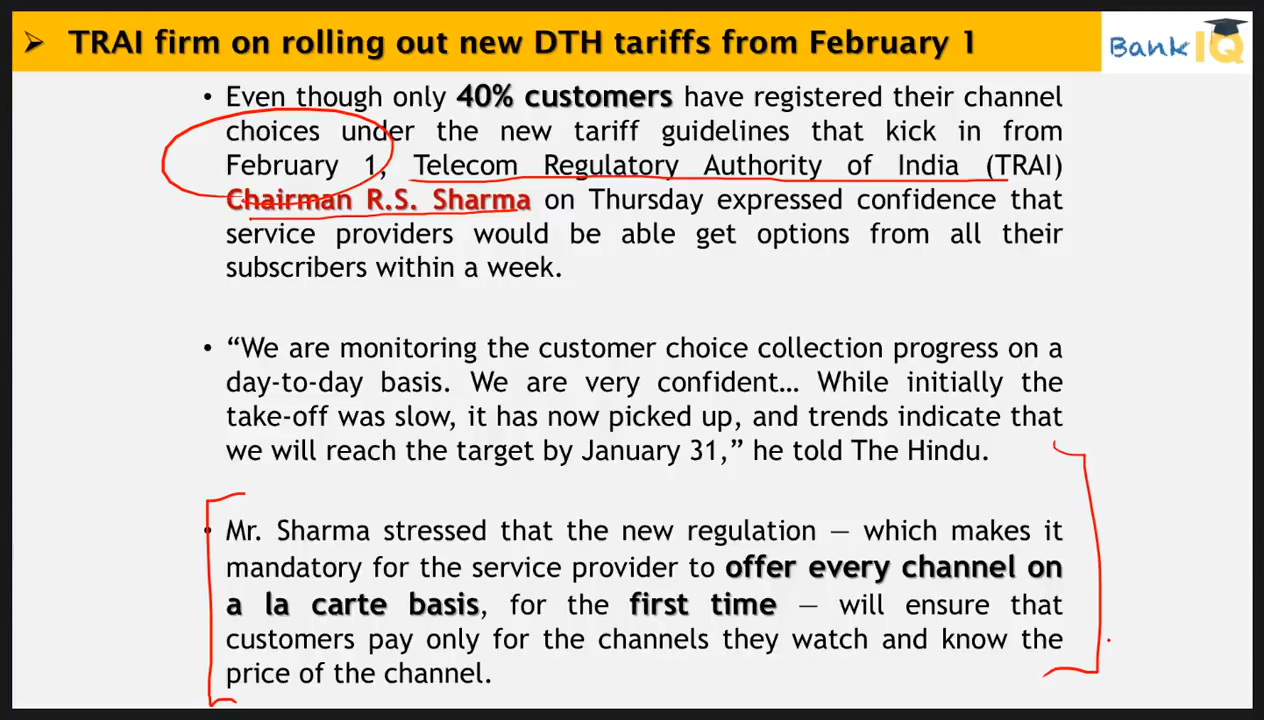 TRAI firm on rolling out new DTH tariffs from February 1
Bank IQ
Even though only 40% customers have registered their channel
choices under the new tariff guidelines that kick in from
February 1, Telecom Regulatory Authority of India (TRAI)
Chairman R.S. Sharma on Thursday expressed confidence that
service providers would be able get options from all their
subscribers within a week.
“We are monitoring the customer choice collection progress on a
day-to-day basis. We are very confident… While initially the
take-off was slow, it has now picked up, and trends indicate that
we will reach the target by January 31,” he told The Hindu.
Mr. Sharma stressed that the new regulation — which makes it
mandatory for the service provider to offer every channel on
a la carte basis, for the first time — will ensure that
customers pay only for the channels they watch and know the
price of the channel.